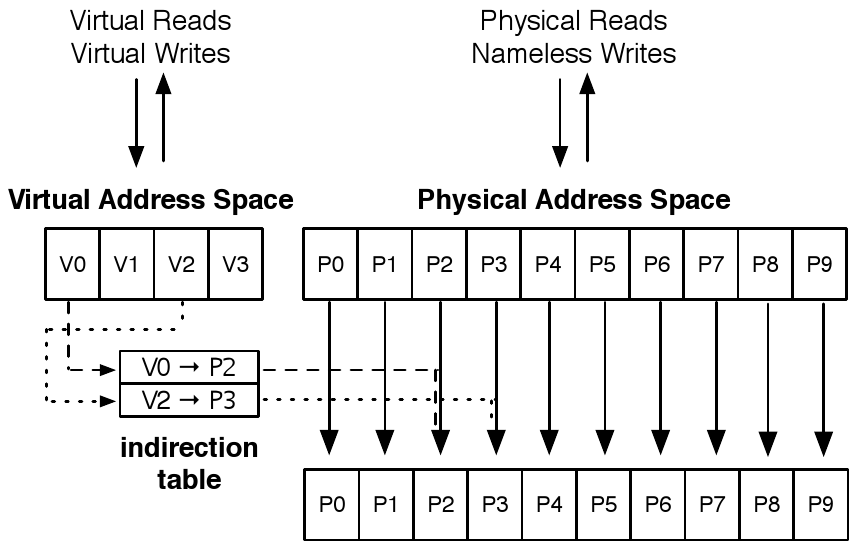 Virtual Reads
Virtual Writes
Physical Reads
Nameless Writes
Virtual Address Space
Physical Address Space
V0 V1 V2 V3
P0 P1 P2 P3 P4 P5 P6 P7 P8 P9
V0 → P2
V2 → P3
indirection
table
P0 P1 P2 P3 P4 P5 P6 P7 P8 P9